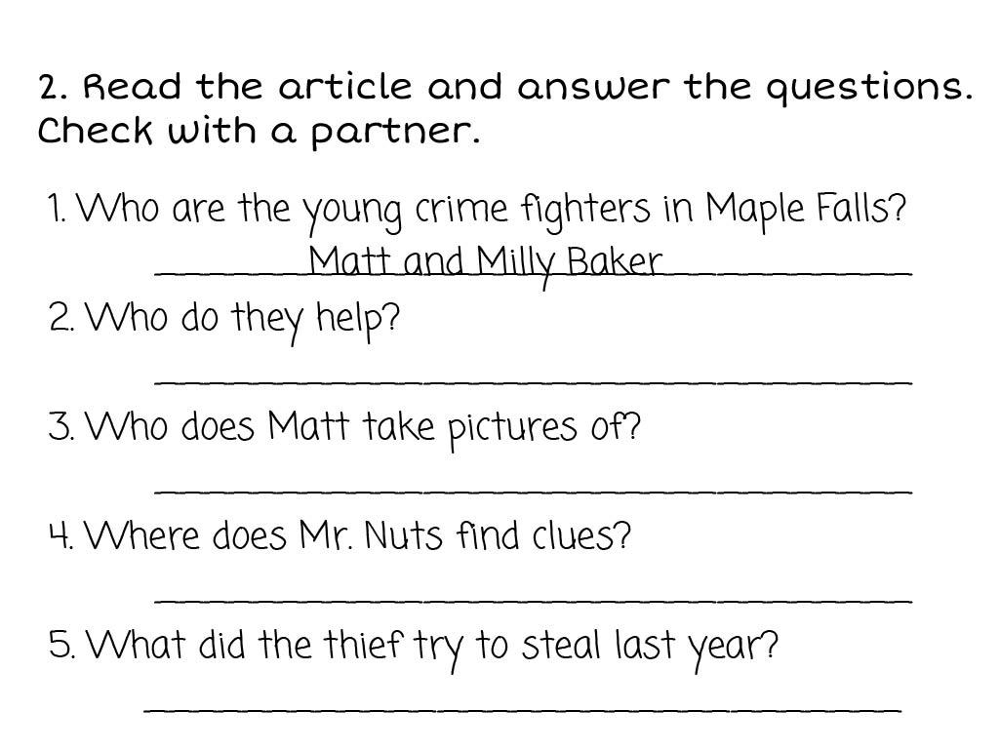 2. Read the article and answer the questions.
Check with a partner.
1. Who are the young crime fighters in Maple Falls?
Matt and Milly Baker
2. Who do they help?
3. Who does Matt take pictures of?
4. Where does Mr. Nuts find clues?
5. What did the thief try to steal last year?